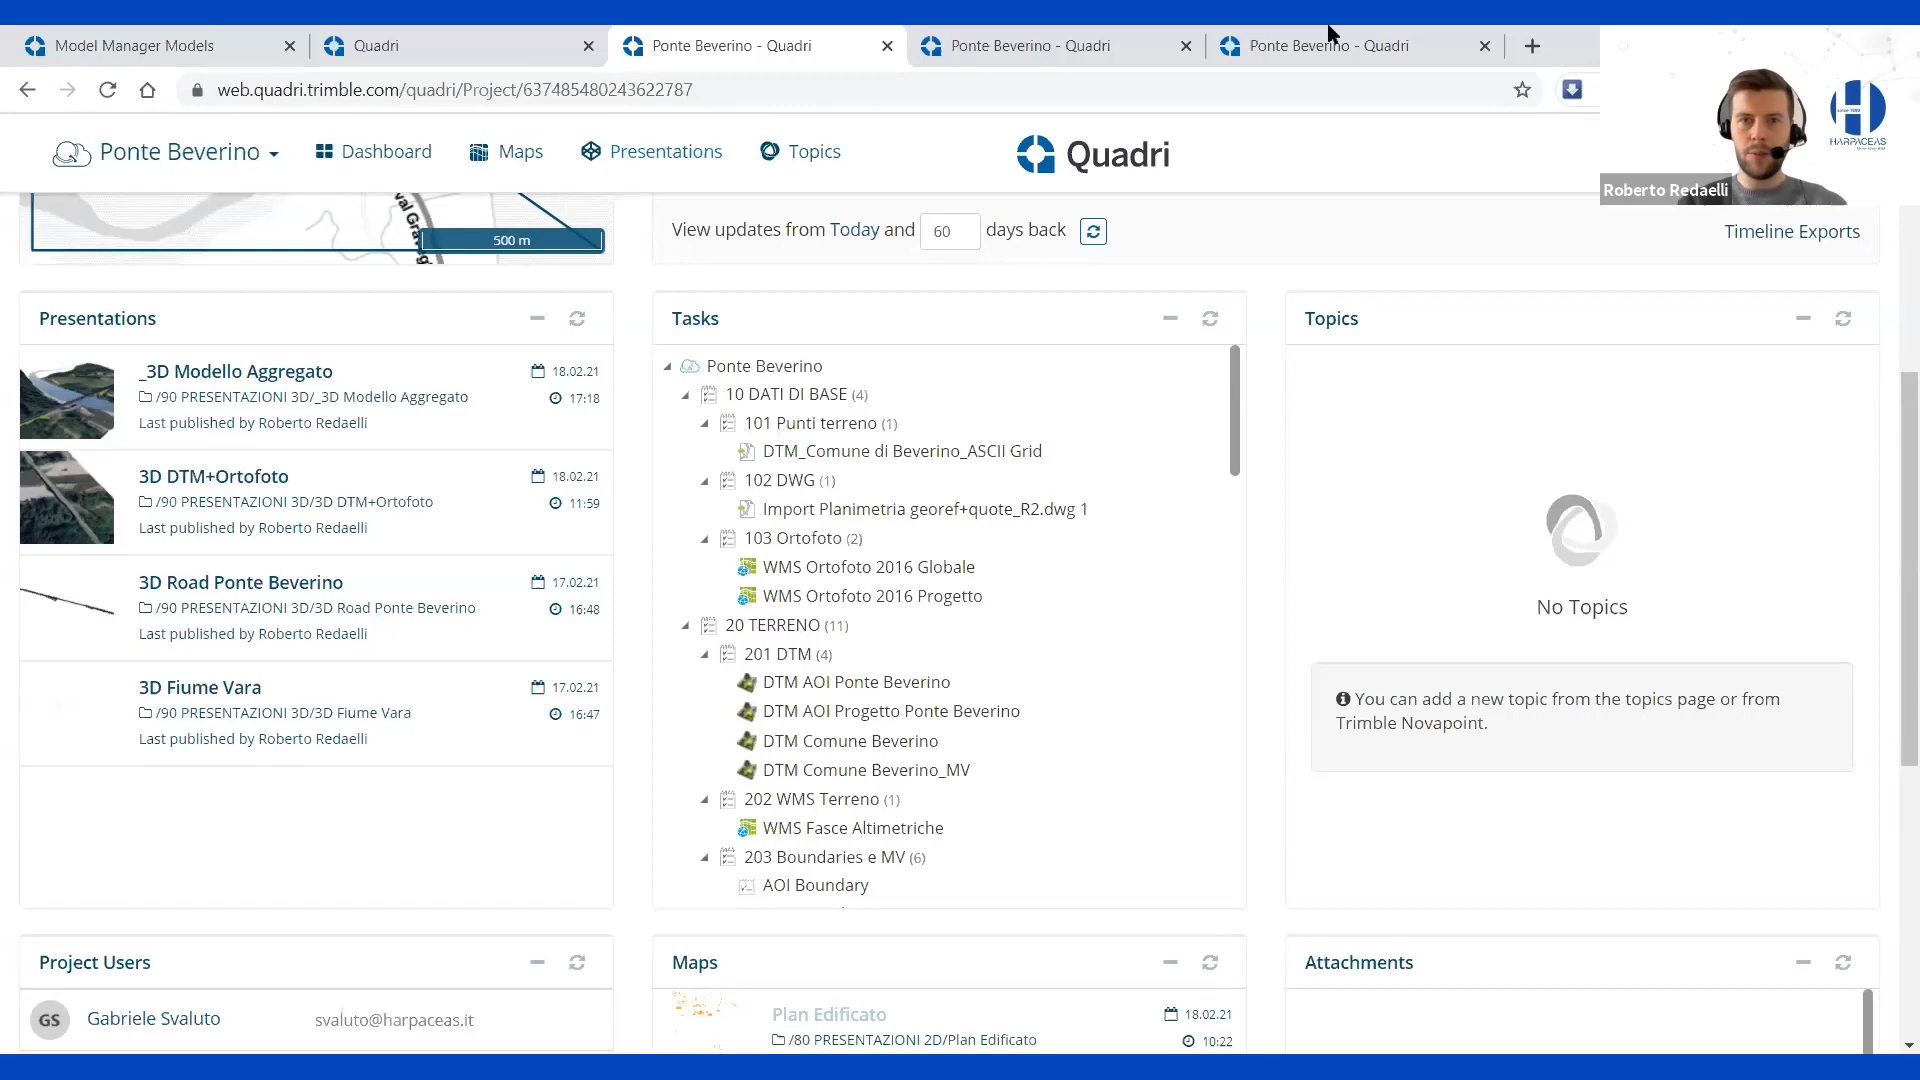 Model Manager Models
Quadri
Ponte Beverino - Quadri
Ponte Beverino - Quadri
Ponte Beverino - Quadri
web.quadri.trimble.com/quadri/Project/637485480243622787
HARPACEAS
Roberto Redaelli
Ponte Beverino
Dashboard
Maps
Presentations
Topics
Quadri
500 m
View updates from Today and 60 days back
Timeline Exports
Presentations
_3D Modello Aggregato
18.02.21
/90 PRESENTAZIONI 3D/_3D Modello Aggregato
17:18
Last published by Roberto Redaelli
3D DTM+Ortofoto
18.02.21
/90 PRESENTAZIONI 3D/3D DTM+Ortofoto
11:59
Last published by Roberto Redaelli
3D Road Ponte Beverino
17.02.21
/90 PRESENTAZIONI 3D/3D Road Ponte Beverino
16:48
Last published by Roberto Redaelli
3D Fiume Vara
17.02.21
/90 PRESENTAZIONI 3D/3D Fiume Vara
16:47
Last published by Roberto Redaelli
Tasks
Ponte Beverino
10 DATI DI BASE (4)
101 Punti terreno (1)
DTM_Comune di Beverino_ASCII Grid
102 DWG (1)
Import Planimetria georef+quote_R2.dwg 1
103 Ortofoto (2)
WMS Ortofoto 2016 Globale
WMS Ortofoto 2016 Progetto
20 TERRENO (11)
201 DTM (4)
DTM AOI Ponte Beverino
DTM AOI Progetto Ponte Beverino
DTM Comune Beverino
DTM Comune Beverino_MV
202 WMS Terreno (1)
WMS Fasce Altimetriche
203 Boundaries e MV (6)
AOI Boundary
Topics
No Topics
You can add a new topic from the topics page or from
Trimble Novapoint.
Project Users
GS
Gabriele Svaluto
svaluto@harpaceas.it
Maps
Plan Edificato
18.02.21
/80 PRESENTAZIONI 2D/Plan Edificato
10:22
Attachments